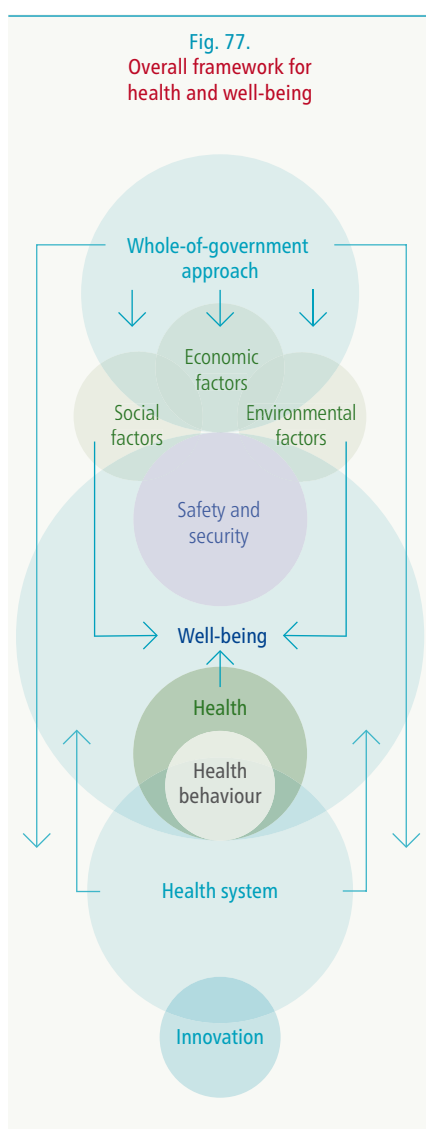 Fig. 77.
Overall framework for
health and well-being
Whole-of-government
approach
Economic
factors
Social
factors
Environmental
factors
Safety and
security
Well-being
Health
Health
behaviour
Health system
Innovation